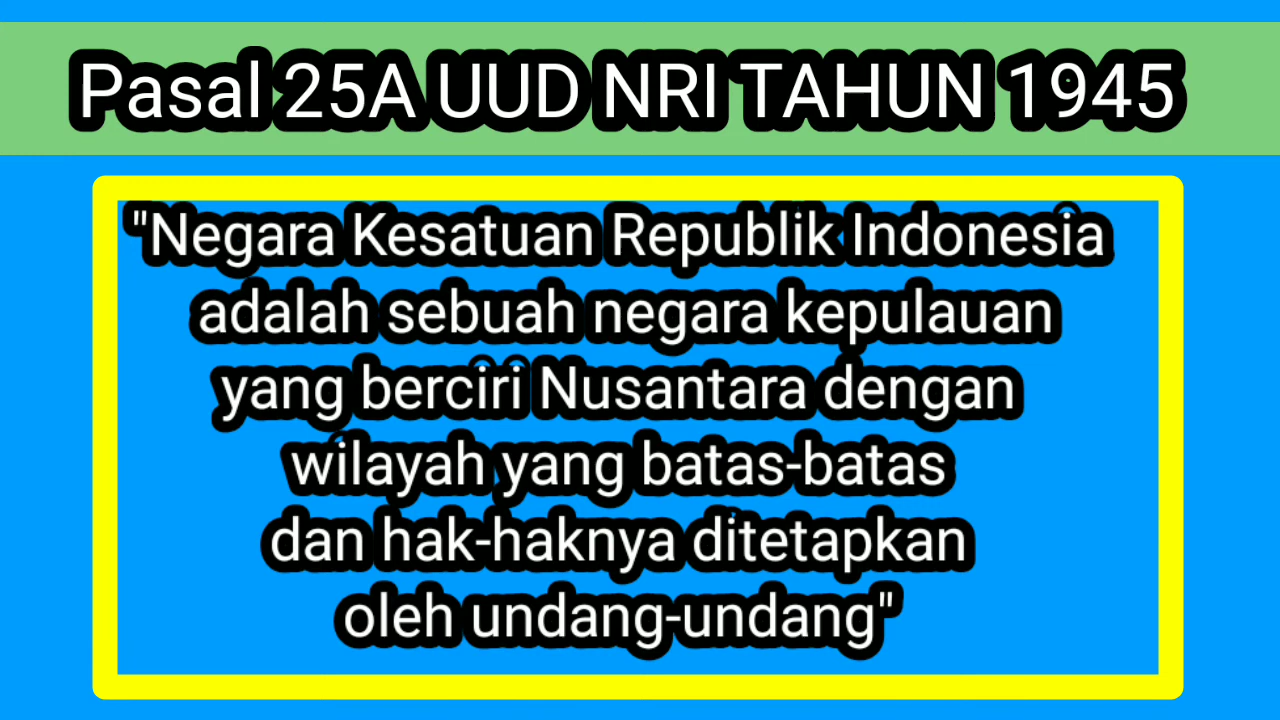 Pasal 25A UUD NRI TAHUN 1945
"Negara Kesatuan Republik Indonesia
adalah sebuah negara kepulauan
yang berciri Nusantara dengan
wilayah yang batas-batas
dan hak-haknya ditetapkan
oleh undang-undang"